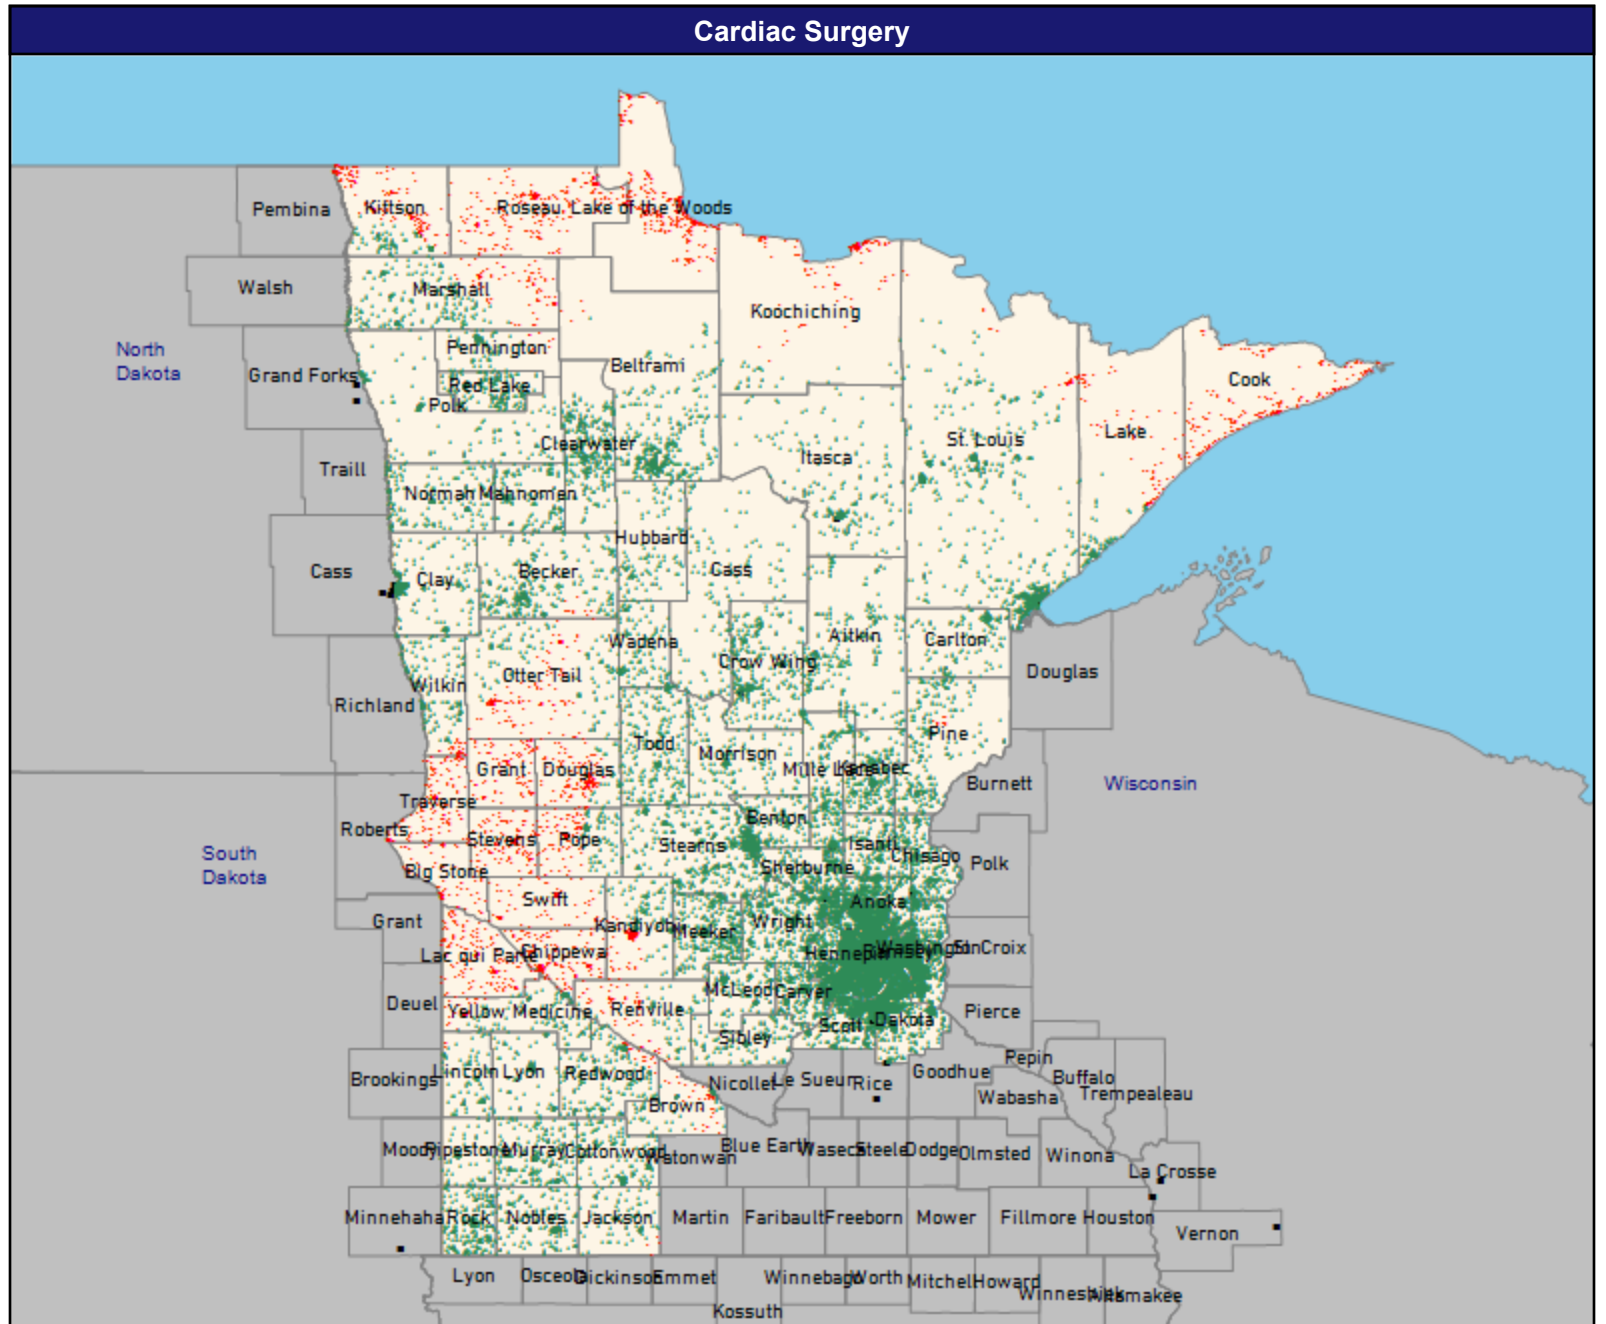 Cardiac Surgery
Pembina
Kittson
Roseau
Lake of the Woods
Walsh
Marshall
Koochiching
North
Dakota
Grand Forks
Pennington
Red Lake
Polk
Beltrami
Cook
Lake
St. Louis
Clearwater
Itasca
Traill
Norman
Mahnomen
Hubbard
Cass
Clay
Becker
Cass
Wadena
Aitkin
Carlton
Crow Wing
Douglas
Richland
Wilkin
Otter Tail
Pine
Todd
Morrison
Mille Lacs
Kanabec
Grant
Douglas
Burnett
Wisconsin
Traverse
Roberts
Stevens
Pope
Stearns
Benton
Isanti
Chisago
Polk
South
Dakota
Big Stone
Sherburne
Swift
Anoka
Grant
Kandiyohi
Meeker
Wright
Hennepin
Ramsey
Washington
St. Croix
Lac qui Parle
Chippewa
Deuel
Yellow Medicine
Renville
McLeod
Carver
Scott
Dakota
Pierce
Sibley
Brookings
Lincoln
Lyon
Redwood
Nicollet
Le Sueur
Rice
Goodhue
Pepin
Buffalo
Wabasha
Trempealeau
Brown
Moody
Pipestone
Murray
Cottonwood
Watonwan
Blue Earth
Waseca
Steele
Dodge
Olmsted
Winona
La Crosse
Minnehaha
Rock
Nobles
Jackson
Martin
Faribault
Freeborn
Mower
Fillmore
Houston
Vernon
Lyon
Osceola
Dickinson
Emmet
Winnebago
Worth
Mitchell
Howard
Winneshiek
Allamakee
Kossuth